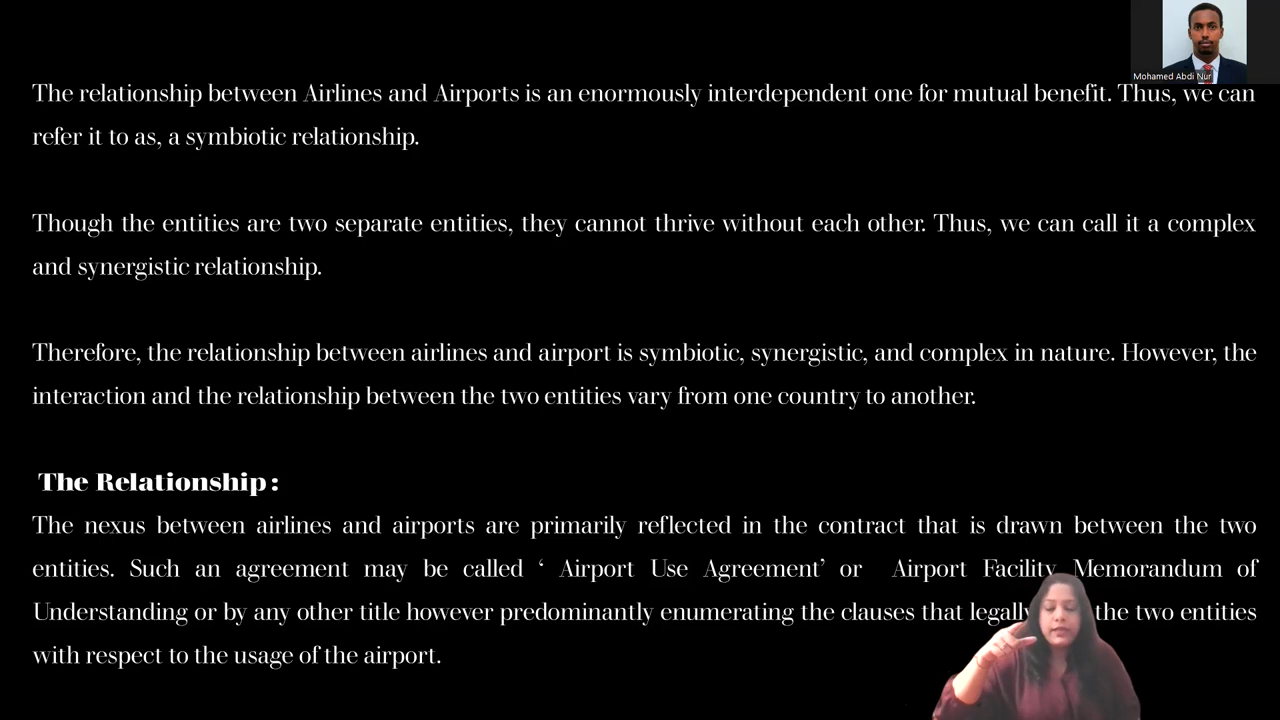 Mohamed Abdi Nur
The relationship between Airlines and Airports is an enormously interdependent one for mutual benefit. Thus, we can
refer it to as, a symbiotic relationship.
Though the entities are two separate entities, they cannot thrive without each other. Thus, we can call it a complex
and synergistic relationship.
Therefore, the relationship between airlines and airport is symbiotic, synergistic, and complex in nature. However, the
interaction and the relationship between the two entities vary from one country to another.
The Relationship :
The nexus between airlines and airports are primarily reflected in the contract that is drawn between the two
entities. Such an agreement may be called ‘ Airport Use Agreement’ or Airport Facility Memorandum of
Understanding or by any other title however predominantly enumerating the clauses that legally the two entities
with respect to the usage of the airport.